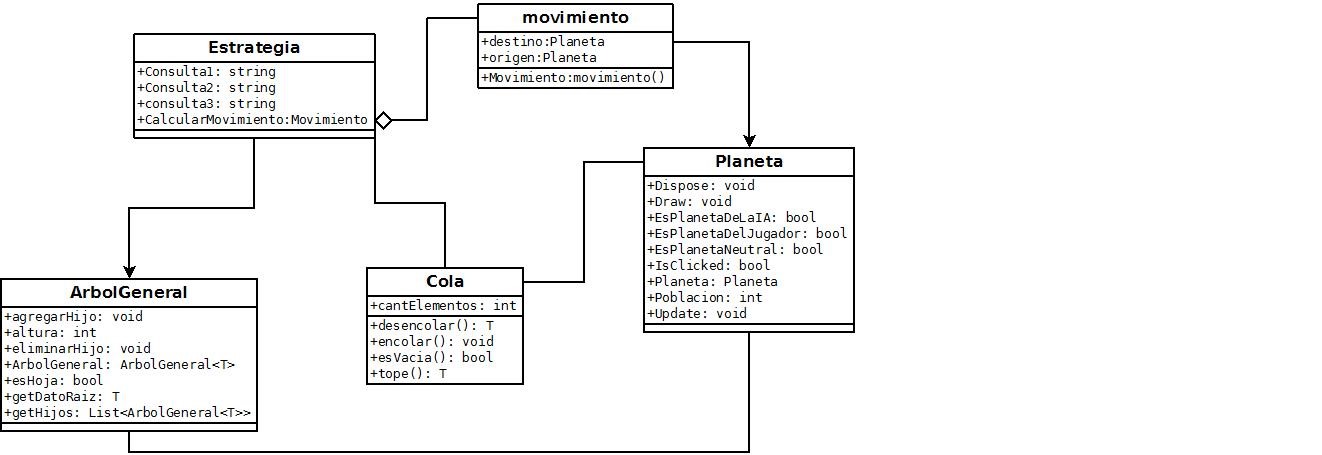 movimiento
+destino:Planeta
+origen:Planeta
+Movimiento:movimiento()
Estrategia
+Consulta1: string
+Consulta2: string
+consulta3: string
+CalcularMovimiento:Movimiento
Planeta
+Dispose: void
+Draw: void
+EsPlanetaDeLaIA: bool
+EsPlanetaDelJugador: bool
+EsPlanetaNeutral: bool
+IsClicked: bool
+Planeta: Planeta
+Poblacion: int
+Update: void
ArbolGeneral
+agregarHijo: void
+altura: int
+eliminarHijo: void
+ArbolGeneral: ArbolGeneral<T>
+esHoja: bool
+getDatoRaiz: T
+getHijos: List<ArbolGeneral<T>>
Cola
+cantElementos: int
+desencolar(): T
+encolar(): void
+esVacia(): bool
+tope(): T